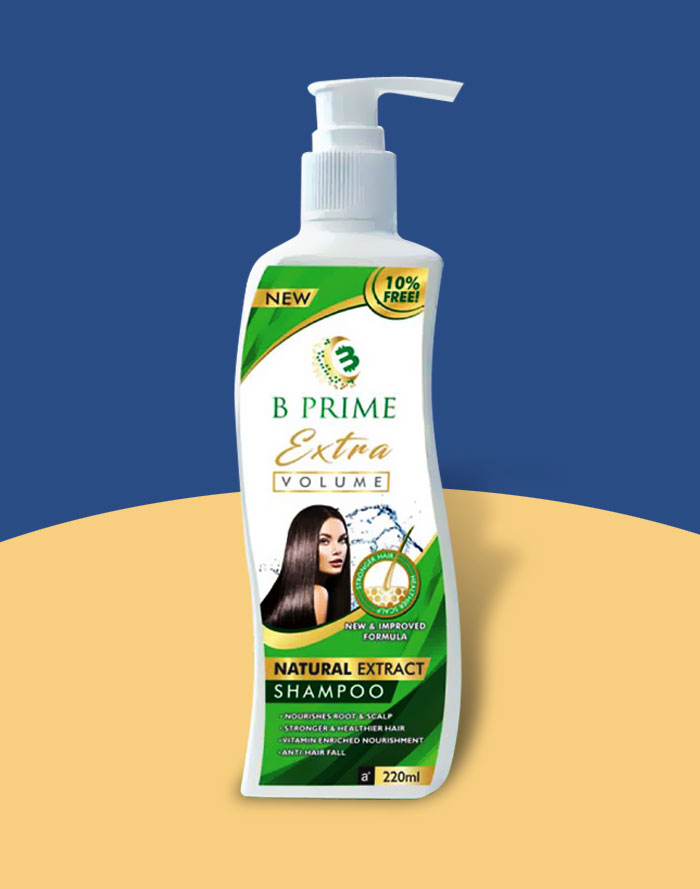 NEW
10%
FREE!
B PRIME
Extra
VOLUME
STRONGER HAIR
HEALTHIER SCALP
NEW & IMPROVED
FORMULA
NATURAL EXTRACT
SHAMPOO
• NOURISHES ROOT & SCALP
• STRONGER & HEALTHIER HAIR
• VITAMIN ENRICHED NOURISHMENT
• ANTI HAIR FALL
a+ 220ml